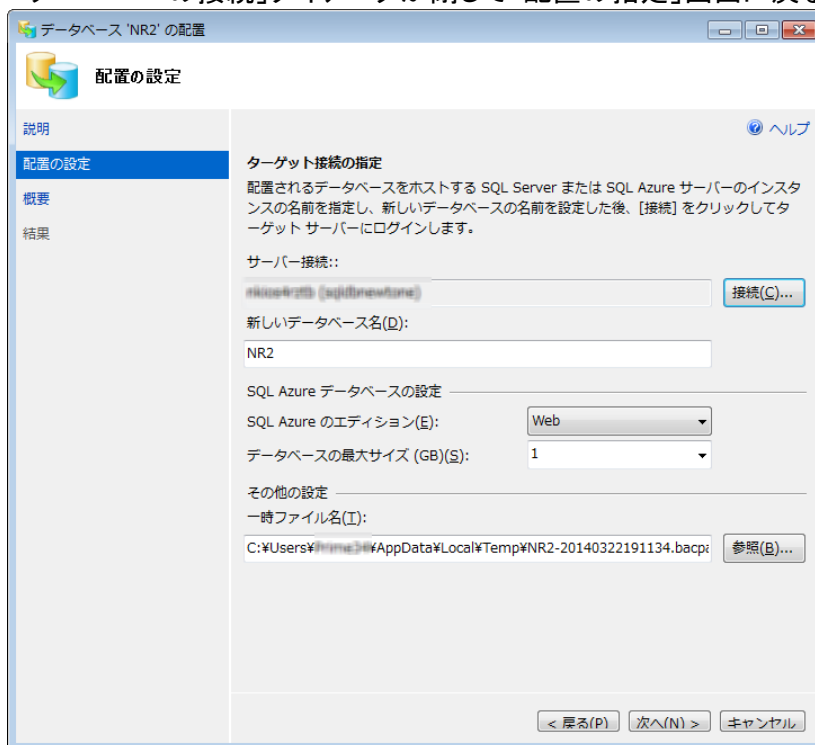 データベース 'NR2' の配置
配置の設定
説明
ヘルプ
配置の設定
概要
結果
ターゲット接続の指定
配置されるデータベースをホストする SQL Server または SQL Azure サーバーのインスタ
ンスの名前を指定し、新しいデータベースの名前を設定した後、[接続] をクリックしてタ
ーゲット サーバーにログインします。
サーバー接続::
接続(C)...
新しいデータベース名(D):
NR2
SQL Azure データベースの設定
SQL Azure のエディション(E):
Web
データベースの最大サイズ (GB)(S):
1
その他の設定
一時ファイル名(T):
C:¥Users¥ ¥AppData¥Local¥Temp¥NR2-20140322191134.bacpa
参照(B)...
< 戻る(P)
次へ(N) >
キャンセル